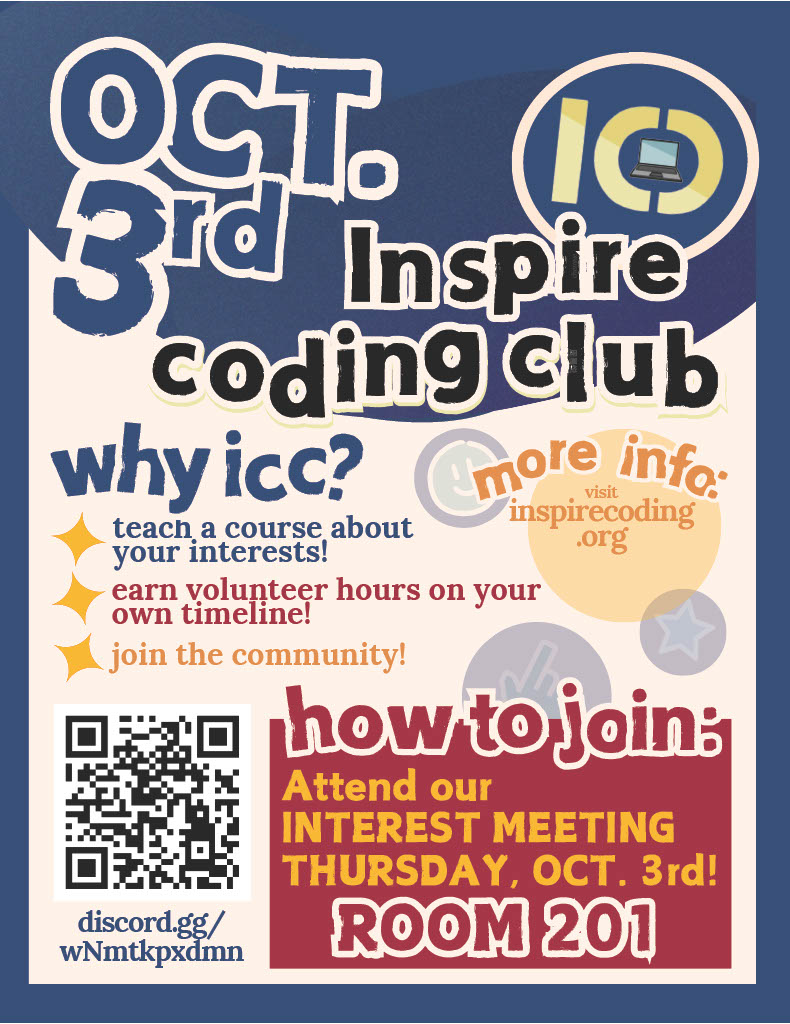 OCT.
3rd
ICC
Inspire
coding club
why icc?
teach a course about
your interests!
earn volunteer hours on your
own timeline!
join the community!
more info:
visit
inspirecoding
.org
how to join:
Attend our
INTEREST MEETING
THURSDAY, OCT. 3rd!
ROOM 201
discord.gg/
wNmtkpxdmn